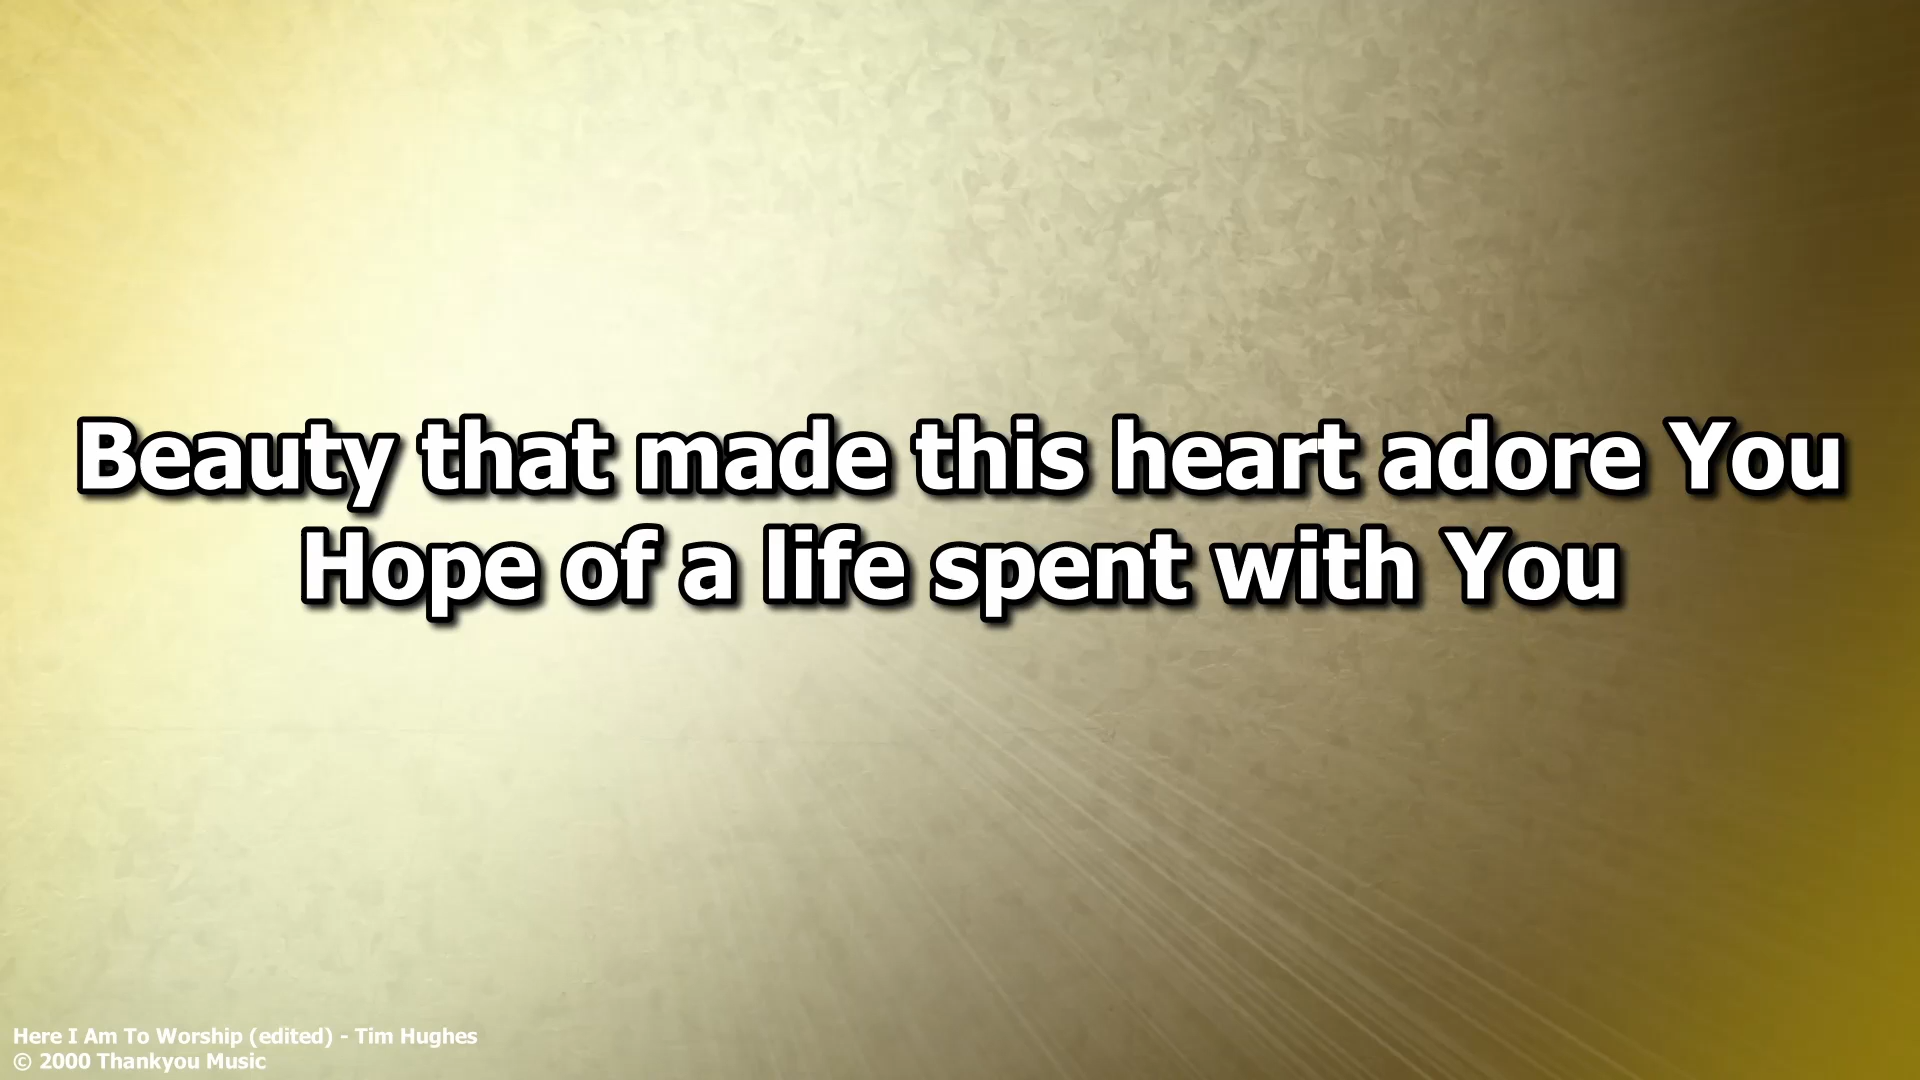 Beauty that made this heart adore You
Hope of a life spent with You
Here I Am To Worship (edited) - Tim Hughes
© 2000 Thankyou Music